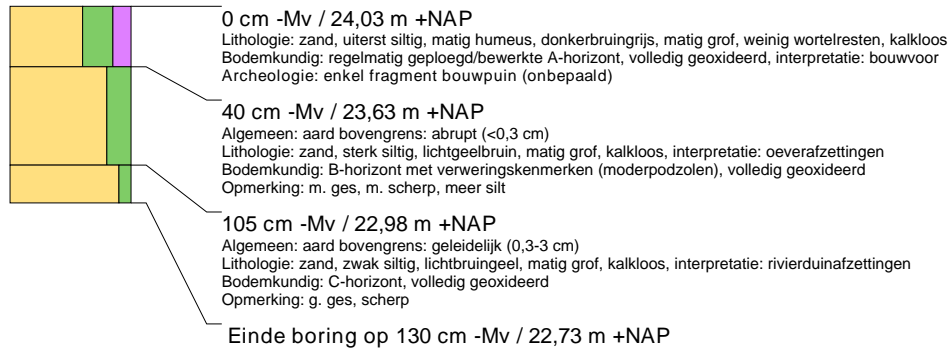 0 cm -Mv / 24,03 m +NAP
Lithologie: zand, uiterst siltig, matig humeus, donkerbruingrijs, matig grof, weinig wortelresten, kalkloos
Bodemkundig: regelmatig geploegd/bewerkte A-horizont, volledig geoxideerd, interpretatie: bouwvoor
Archeologie: enkel fragment bouwpuin (onbepaald)
40 cm -Mv / 23,63 m +NAP
Algemeen: aard bovengrens: abrupt (<0,3 cm)
Lithologie: zand, sterk siltig, lichtgeelbruin, matig grof, kalkloos, interpretatie: oeverafzettingen
Bodemkundig: B-horizont met verweringskenmerken (moderpodzolen), volledig geoxideerd
Opmerking: m. ges, m. scherp, meer silt
105 cm -Mv / 22,98 m +NAP
Algemeen: aard bovengrens: geleidelijk (0,3-3 cm)
Lithologie: zand, zwak siltig, lichtbruingeel, matig grof, kalkloos, interpretatie: rivierduinafzettingen
Bodemkundig: C-horizont, volledig geoxideerd
Opmerking: g. ges, scherp
Einde boring op 130 cm -Mv / 22,73 m +NAP